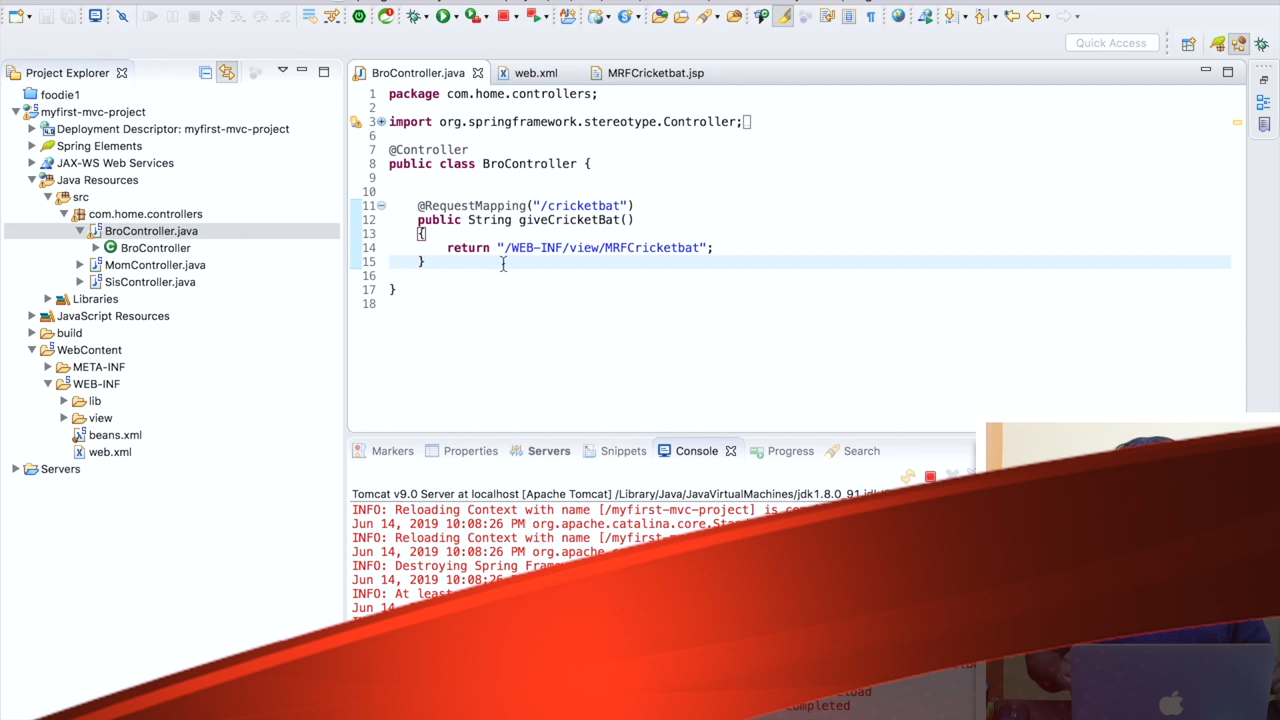 Quick Access
Project Explorer
foodie1
myfirst-mvc-project
Deployment Descriptor: myfirst-mvc-project
Spring Elements
JAX-WS Web Services
Java Resources
src
com.home.controllers
BroController.java
BroController
MomController.java
SisController.java
Libraries
JavaScript Resources
build
WebContent
META-INF
WEB-INF
lib
view
beans.xml
web.xml
Servers
BroController.java web.xml MRFCricketbat.jsp
1 package com.home.controllers;
2
3 import org.springframework.stereotype.Controller;
6
7 @Controller
8 public class BroController {
9
10
11 @RequestMapping("/cricketbat")
12 public String giveCricketBat()
13 {
14 return "/WEB-INF/view/MRFCricketbat";
15 }
16
17 }
18
Markers Properties Servers Snippets Console Progress Search
Tomcat v9.0 Server at localhost [Apache Tomcat] /Library/Java/JavaVirtualMachines/jdk1.8.0_91.jdk
INFO: Reloading Context with name [/myfirst-mvc-project] is
Jun 14, 2019 10:08:26 PM org.apache.catalina.core.
INFO: Reloading Context with name
Jun 14, 2019 10:08:26 PM org.apache
INFO: Destroying Spring
Jun 14, 2019 10:08:26
INFO: At least
Jun 14
completed